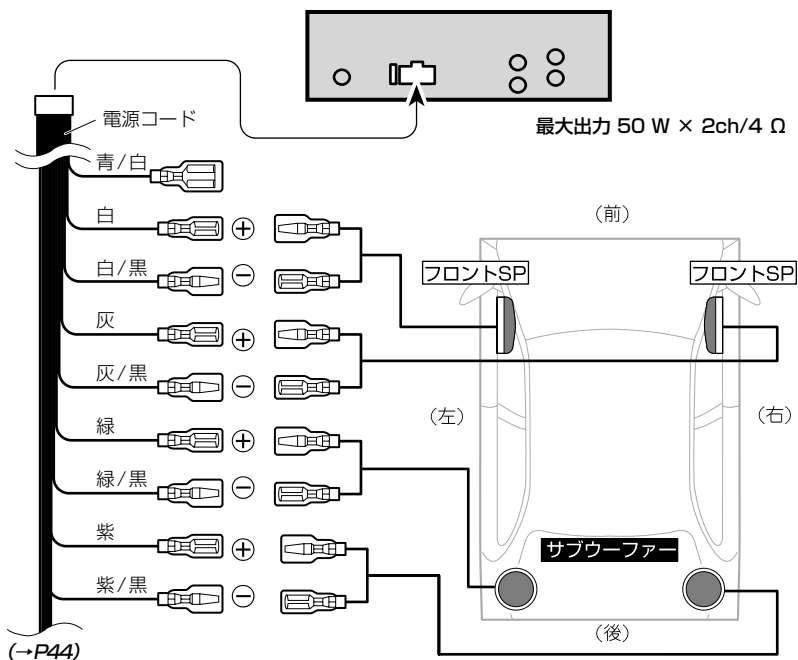 最大出力 50 W × 2ch/4 Ω
電源コード
青/白
白
⊕
白/黒
⊖
灰
⊕
灰/黒
⊖
緑
⊕
緑/黒
⊖
紫
⊕
紫/黒
⊖
(→P44)
（前）
フロントSP
フロントSP
（左）
（右）
サブウーファー
（後）